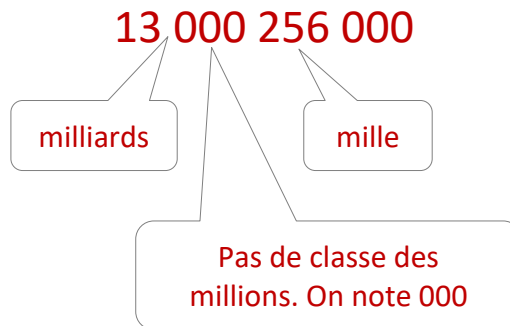 13 000 256 000
milliards
mille
Pas de classe des
millions. On note 000